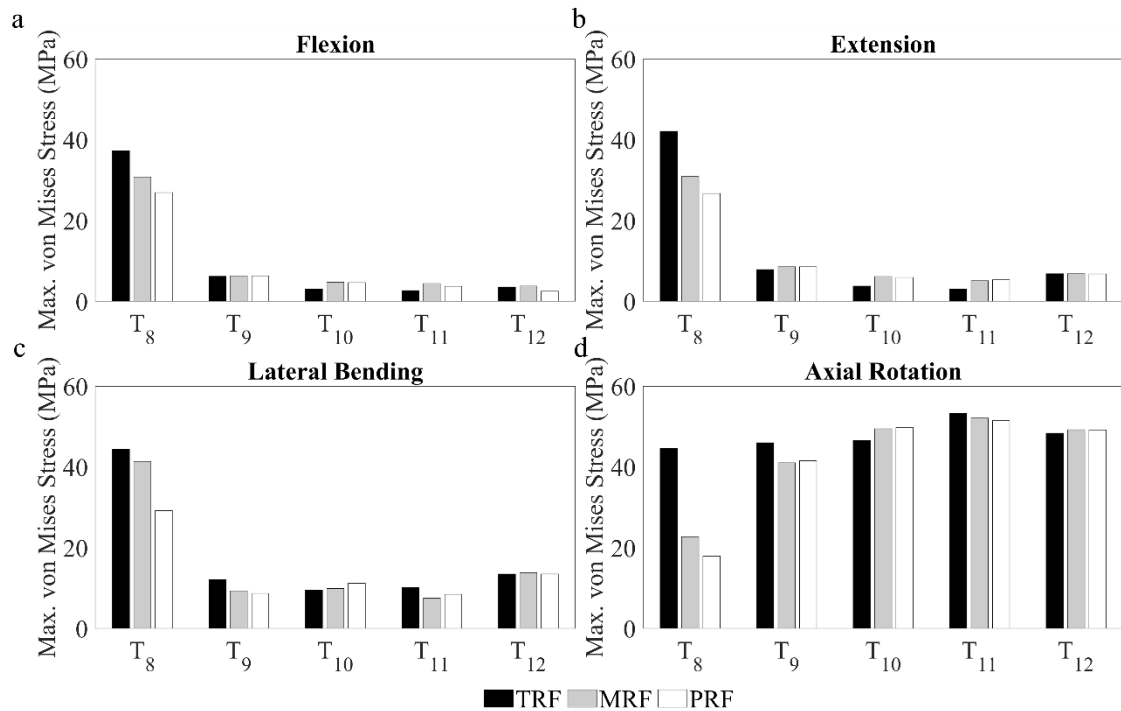 a
b
Flexion
Extension
Max. von Mises Stress (MPa)
60
40
20
0
T8
T9
T10
T11
T12
Max. von Mises Stress (MPa)
60
40
20
0
T8
T9
T10
T11
T12
c
d
Lateral Bending
Axial Rotation
Max. von Mises Stress (MPa)
60
40
20
0
T8
T9
T10
T11
T12
Max. von Mises Stress (MPa)
60
40
20
0
T8
T9
T10
T11
T12
TRF MRF PRF